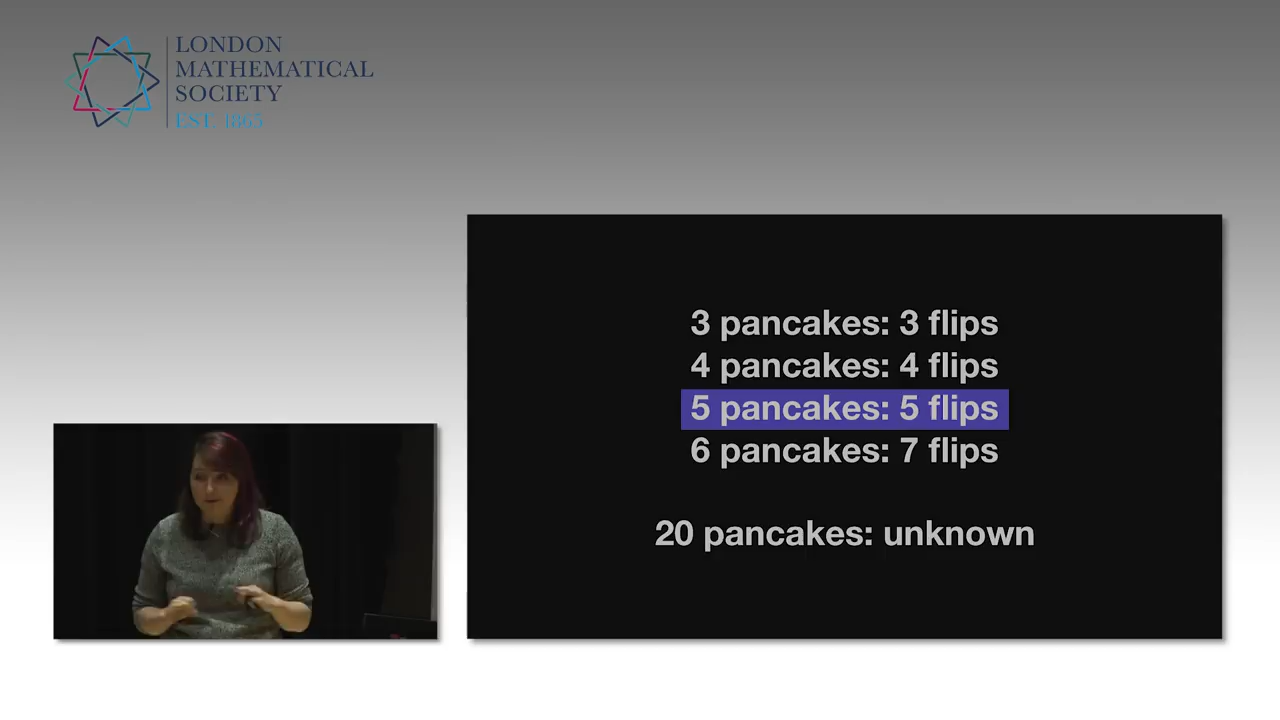 LONDON
MATHEMATICAL
SOCIETY
EST. 1865
3 pancakes: 3 flips
4 pancakes: 4 flips
5 pancakes: 5 flips
6 pancakes: 7 flips
20 pancakes: unknown